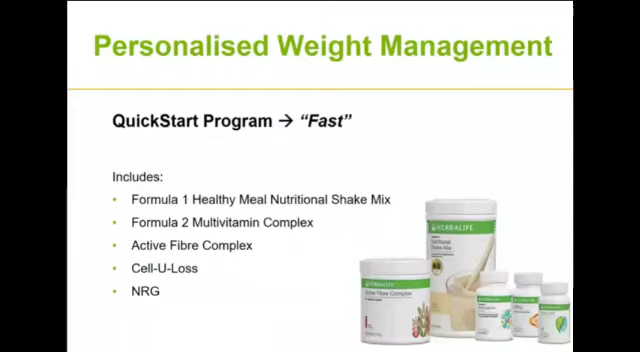 Personalised Weight Management
QuickStart Program → “Fast”
Includes:
• Formula 1 Healthy Meal Nutritional Shake Mix
• Formula 2 Multivitamin Complex
• Active Fibre Complex
• Cell-U-Loss
• NRG
HERBALIFE
Nutritional
Shake Mix
HERBALIFE
Active Fibre Complex